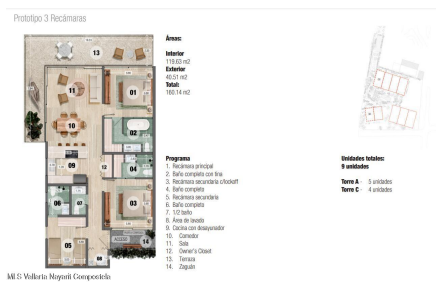 Prototipo 3 Recámaras
Áreas:
Interior
119.63 m2
Exterior
40.51 m2
Total:
160.14 m2
13
11
01
10
02
09
12
04
06
07
03
05
08
ACCESO
14
Programa
1. Recámara principal
2. Baño completo con tina
3. Recámara secundaria c/lockoff
4. Baño completo
5. Recámara secundaria
6. Baño completo
7. 1/2 baño
8. Área de lavado
9. Cocina con desayunador
10. Comedor
11. Sala
12. Owner's Closet
13. Terraza
14. Zaguán
Unidades totales:
9 unidades
Torre A - 5 unidades
Torre C - 4 unidades
MLS Vallarta Nayarit Compostela